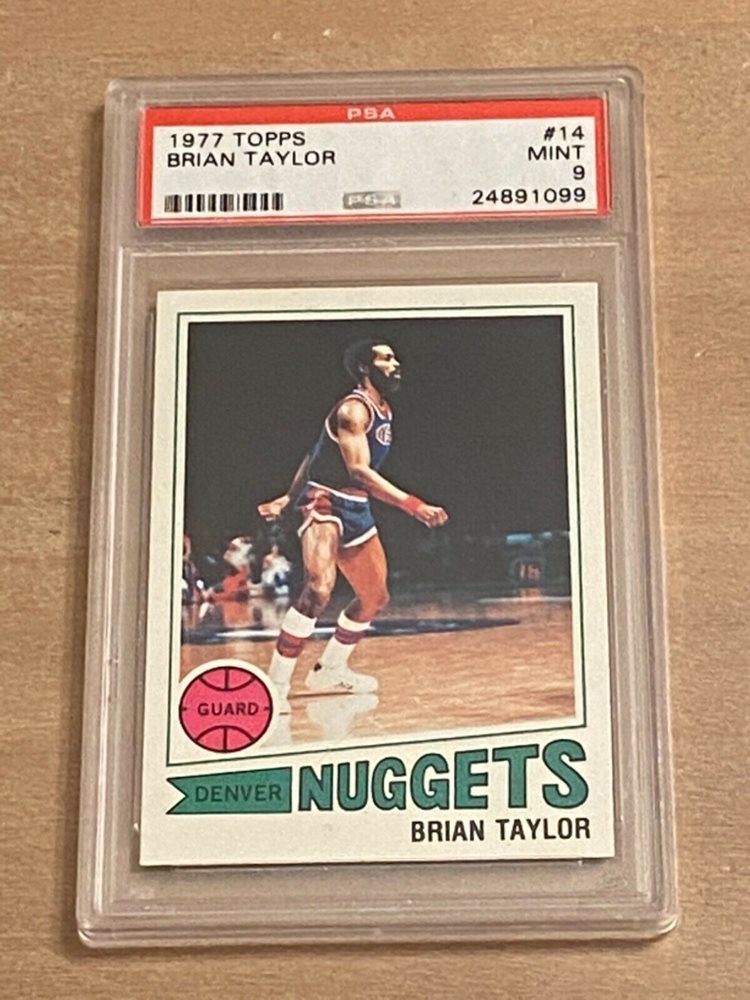 PSA
1977 TOPPS #14
BRIAN TAYLOR MINT
9
PSA 24891099
GUARD
DENVER NUGGETS
BRIAN TAYLOR